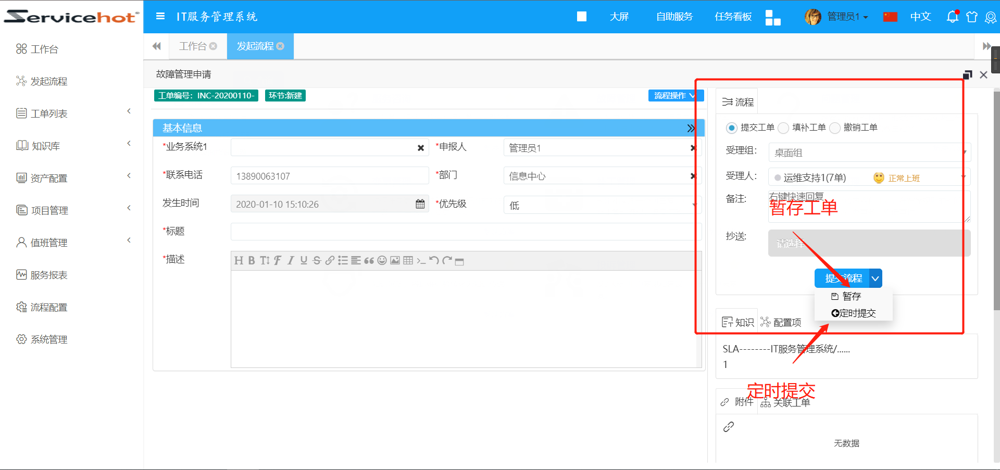 Servicehot
IT服务管理系统
大屏
自助服务
任务看板
管理员1
中文
工作台
发起流程
工单列表
知识库
资产配置
项目管理
值班管理
服务报表
流程配置
系统管理
工作台
发起流程
故障管理申请
工单编号：INC-20200110-
环节:新建
流程操作
基本信息
*业务系统1
*申报人 管理员1
*联系电话 13890063107
*部门 信息中心
发生时间 2020-01-10 15:10:26
*优先级 低
*标题
*描述
流程
提交工单 填补工单 撤销工单
受理组： 桌面组
受理人： 运维支持1(7单) 正常上班
备注: 右键快速回复
暂存工单
抄送: 请选择
提交流程
暂存
定时提交
知识 配置项
SLA--------IT服务管理系统/......
1
定时提交
附件 关联工单
无数据